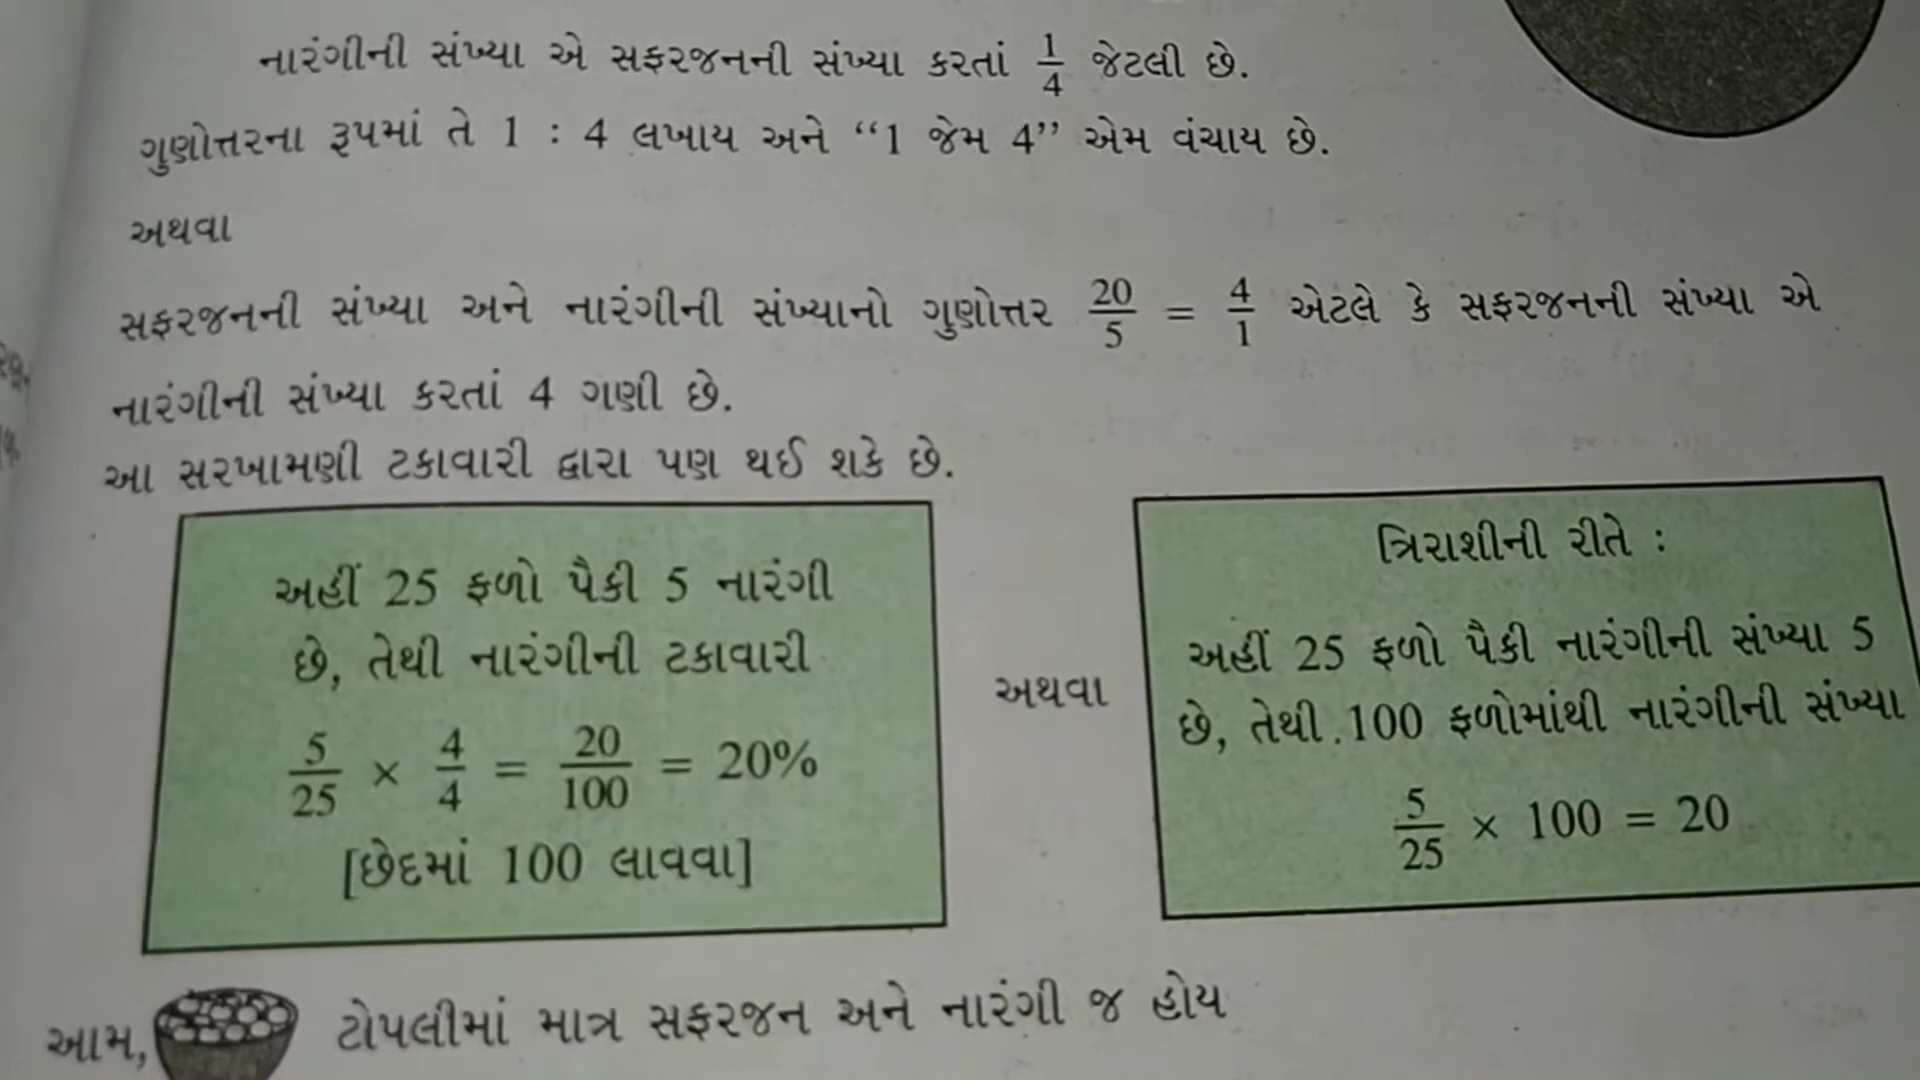 નારંગીની સંખ્યા એ સફરજનની સંખ્યા કરતાં 1/4 જેટલી છે.
ગુણોત્તરના રૂપમાં તે 1 : 4 લખાય અને “1 જેમ 4” એમ વંચાય છે.
અથવા
સફરજનની સંખ્યા અને નારંગીની સંખ્યાનો ગુણોત્તર 20/5 = 4/1 એટલે કે સફરજનની સંખ્યા એ
નારંગીની સંખ્યા કરતાં 4 ગણી છે.
આ સરખામણી ટકાવારી દ્વારા પણ થઈ શકે છે.
અહીં 25 ફળો પૈકી 5 નારંગી
છે, તેથી નારંગીની ટકાવારી
5/25 × 4/4 = 20/100 = 20%
[છેદમાં 100 લાવવા]
અથવા
ત્રિરાશીની રીતે :
અહીં 25 ફળો પૈકી નારંગીની સંખ્યા 5
છે, તેથી 100 ફળોમાંથી નારંગીની સંખ્યા
5/25 × 100 = 20
આમ, ટોપલીમાં માત્ર સફરજન અને નારંગી જ હોય